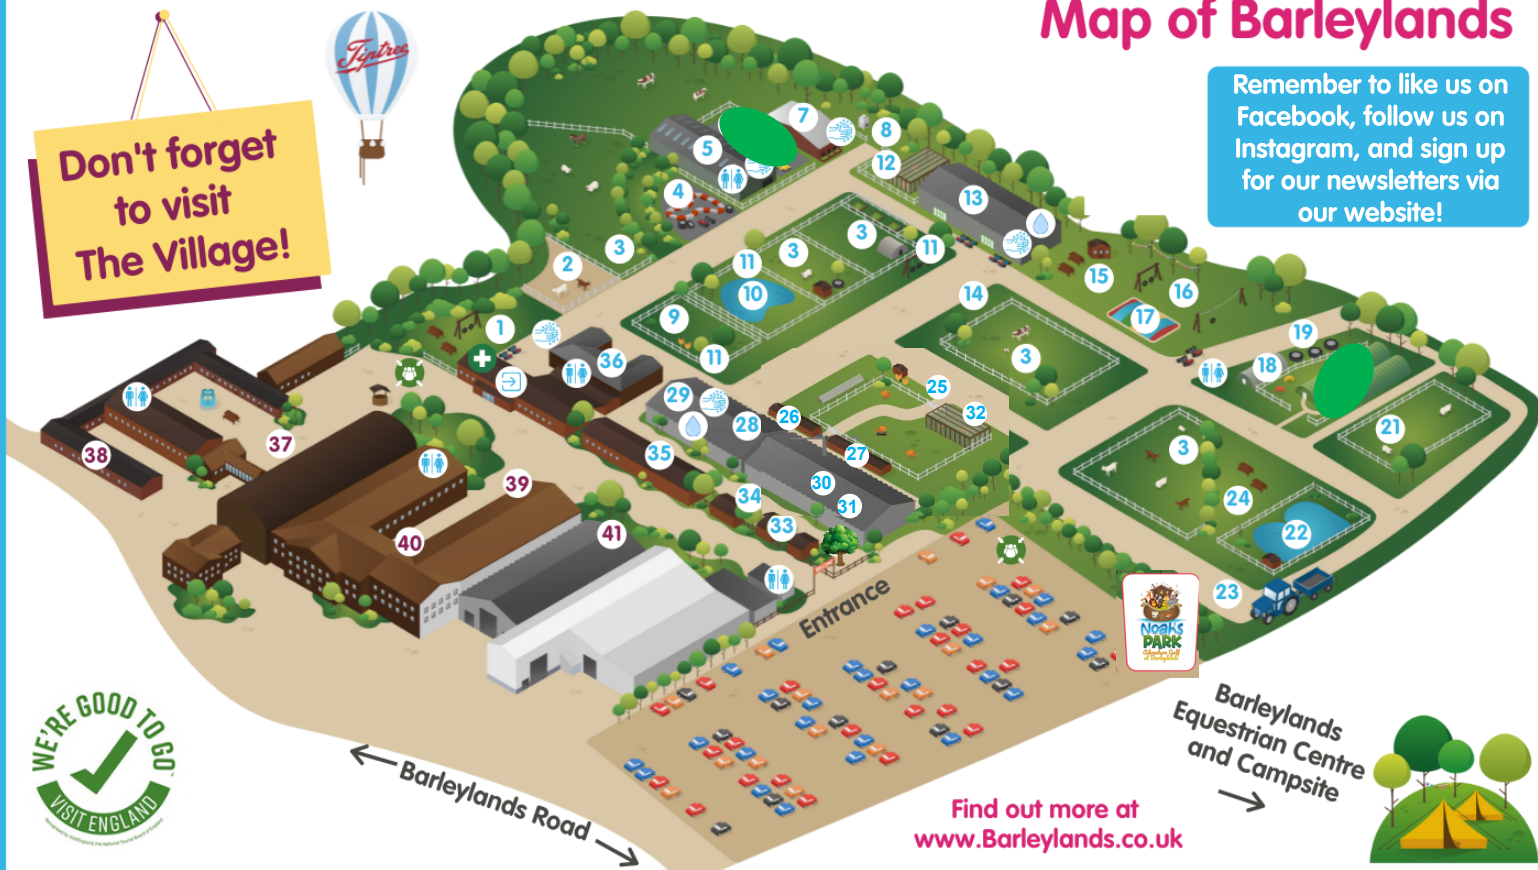 Map of Barleylands
Tiptree
Don't forget
to visit
The Village!
Remember to like us on
Facebook, follow us on
Instagram, and sign up
for our newsletters via
our website!
7
8
5
12
4
13
3
3
3
11
2
11
15
10
14
16
9
17
1
19
11
3
36
18
25
29
26
32
28
21
37
27
3
38
35
30
24
39
34
31
33
22
40
41
23
Entrance
NOAH'S
PARK
Adventure Golf
at Barleylands
WE'RE GOOD TO GO
VISIT ENGLAND
Barleylands Road
Barleylands
Equestrian Centre
and Campsite
Find out more at
www.Barleylands.co.uk